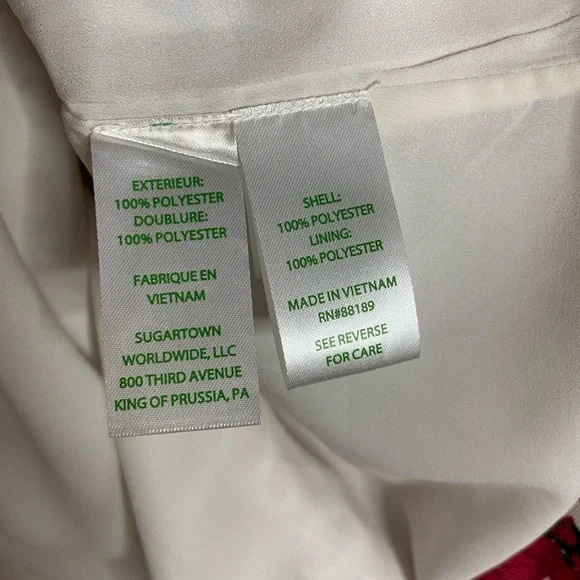 EXTERIEUR:
100% POLYESTER
DOUBLURE:
100% POLYESTER
FABRIQUE EN
VIETNAM
SUGARTOWN
WORLDWIDE, LLC
800 THIRD AVENUE
KING OF PRUSSIA, PA
SHELL:
100% POLYESTER
LINING:
100% POLYESTER
MADE IN VIETNAM
RN#88189
SEE REVERSE
FOR CARE